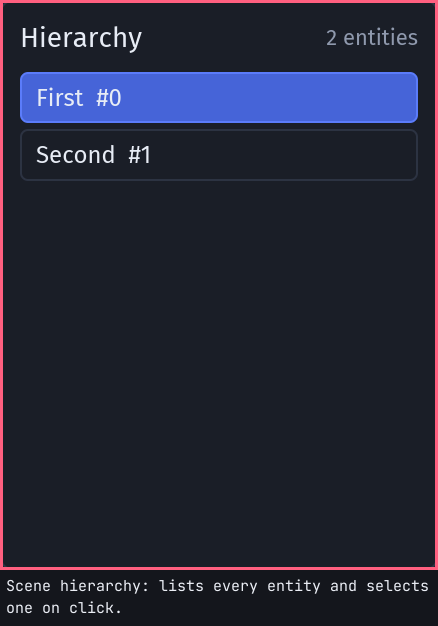 Hierarchy 2 entities
First #0
Second #1
Scene hierarchy: lists every entity and selects
one on click.